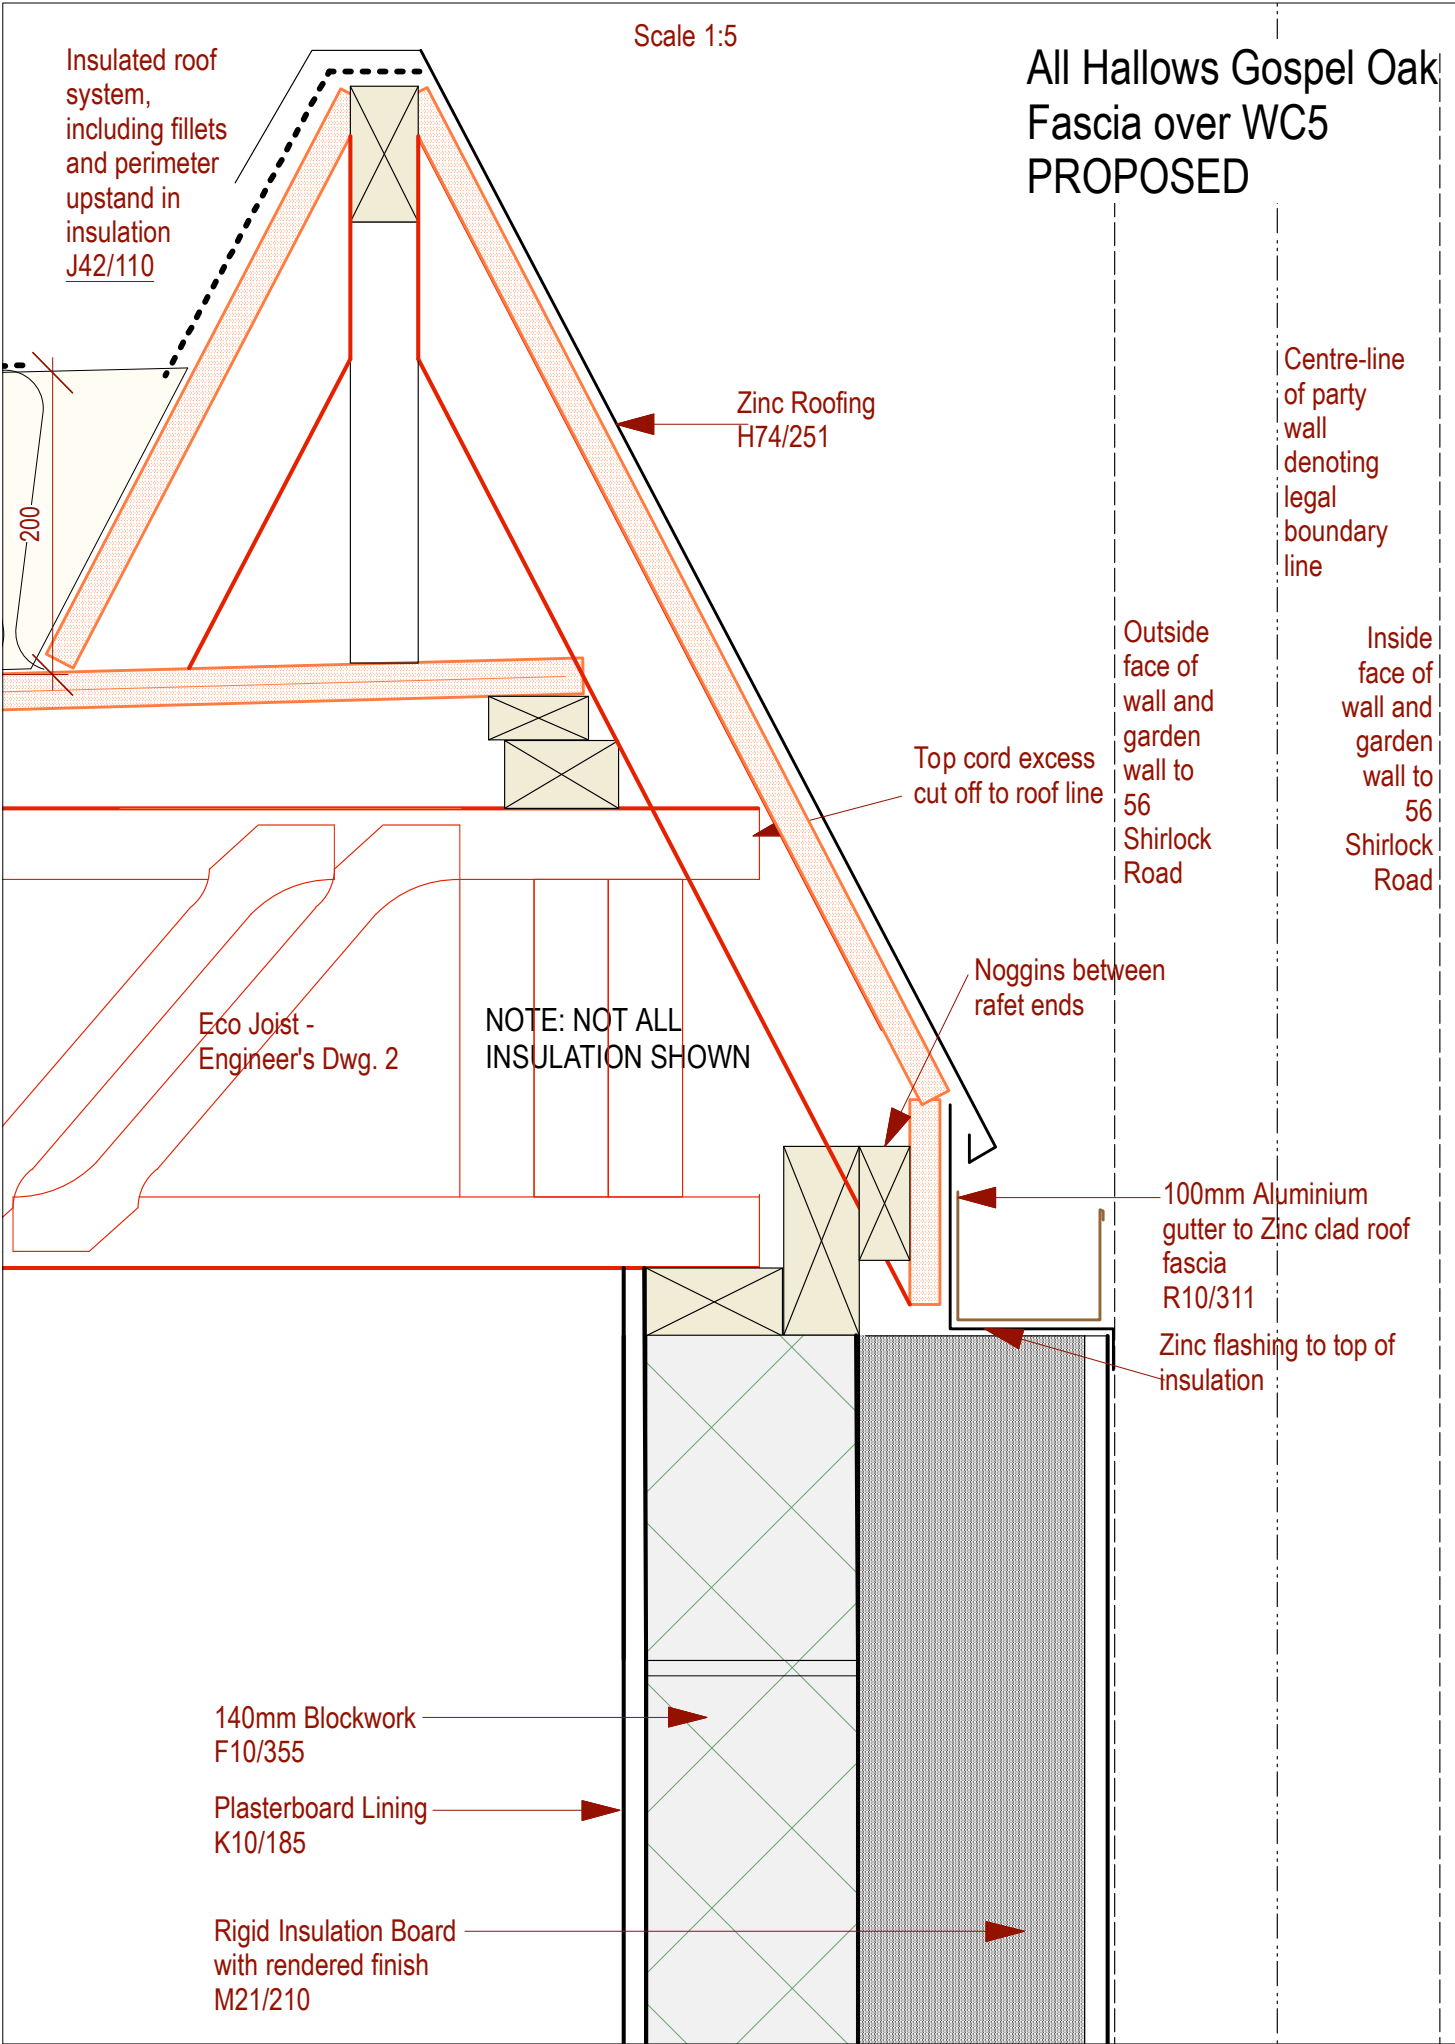 Scale 1:5
All Hallows Gospel Oak
Fascia over WC5
PROPOSED
Insulated roof
system,
including fillets
and perimeter
upstand in
insulation
J42/110
Centre-line
of party
wall
denoting
legal
boundary
line
Zinc Roofing
H74/251
200
Outside
face of
wall and
garden
wall to
56
Shirlock
Road
Inside
face of
wall and
garden
wall to
56
Shirlock
Road
Top cord excess
cut off to roof line
Noggins between
rafet ends
Eco Joist -
Engineer's Dwg. 2
NOTE: NOT ALL
INSULATION SHOWN
100mm Aluminium
gutter to Zinc clad roof
fascia
R10/311
Zinc flashing to top of
insulation
140mm Blockwork
F10/355
Plasterboard Lining
K10/185
Rigid Insulation Board
with rendered finish
M21/210